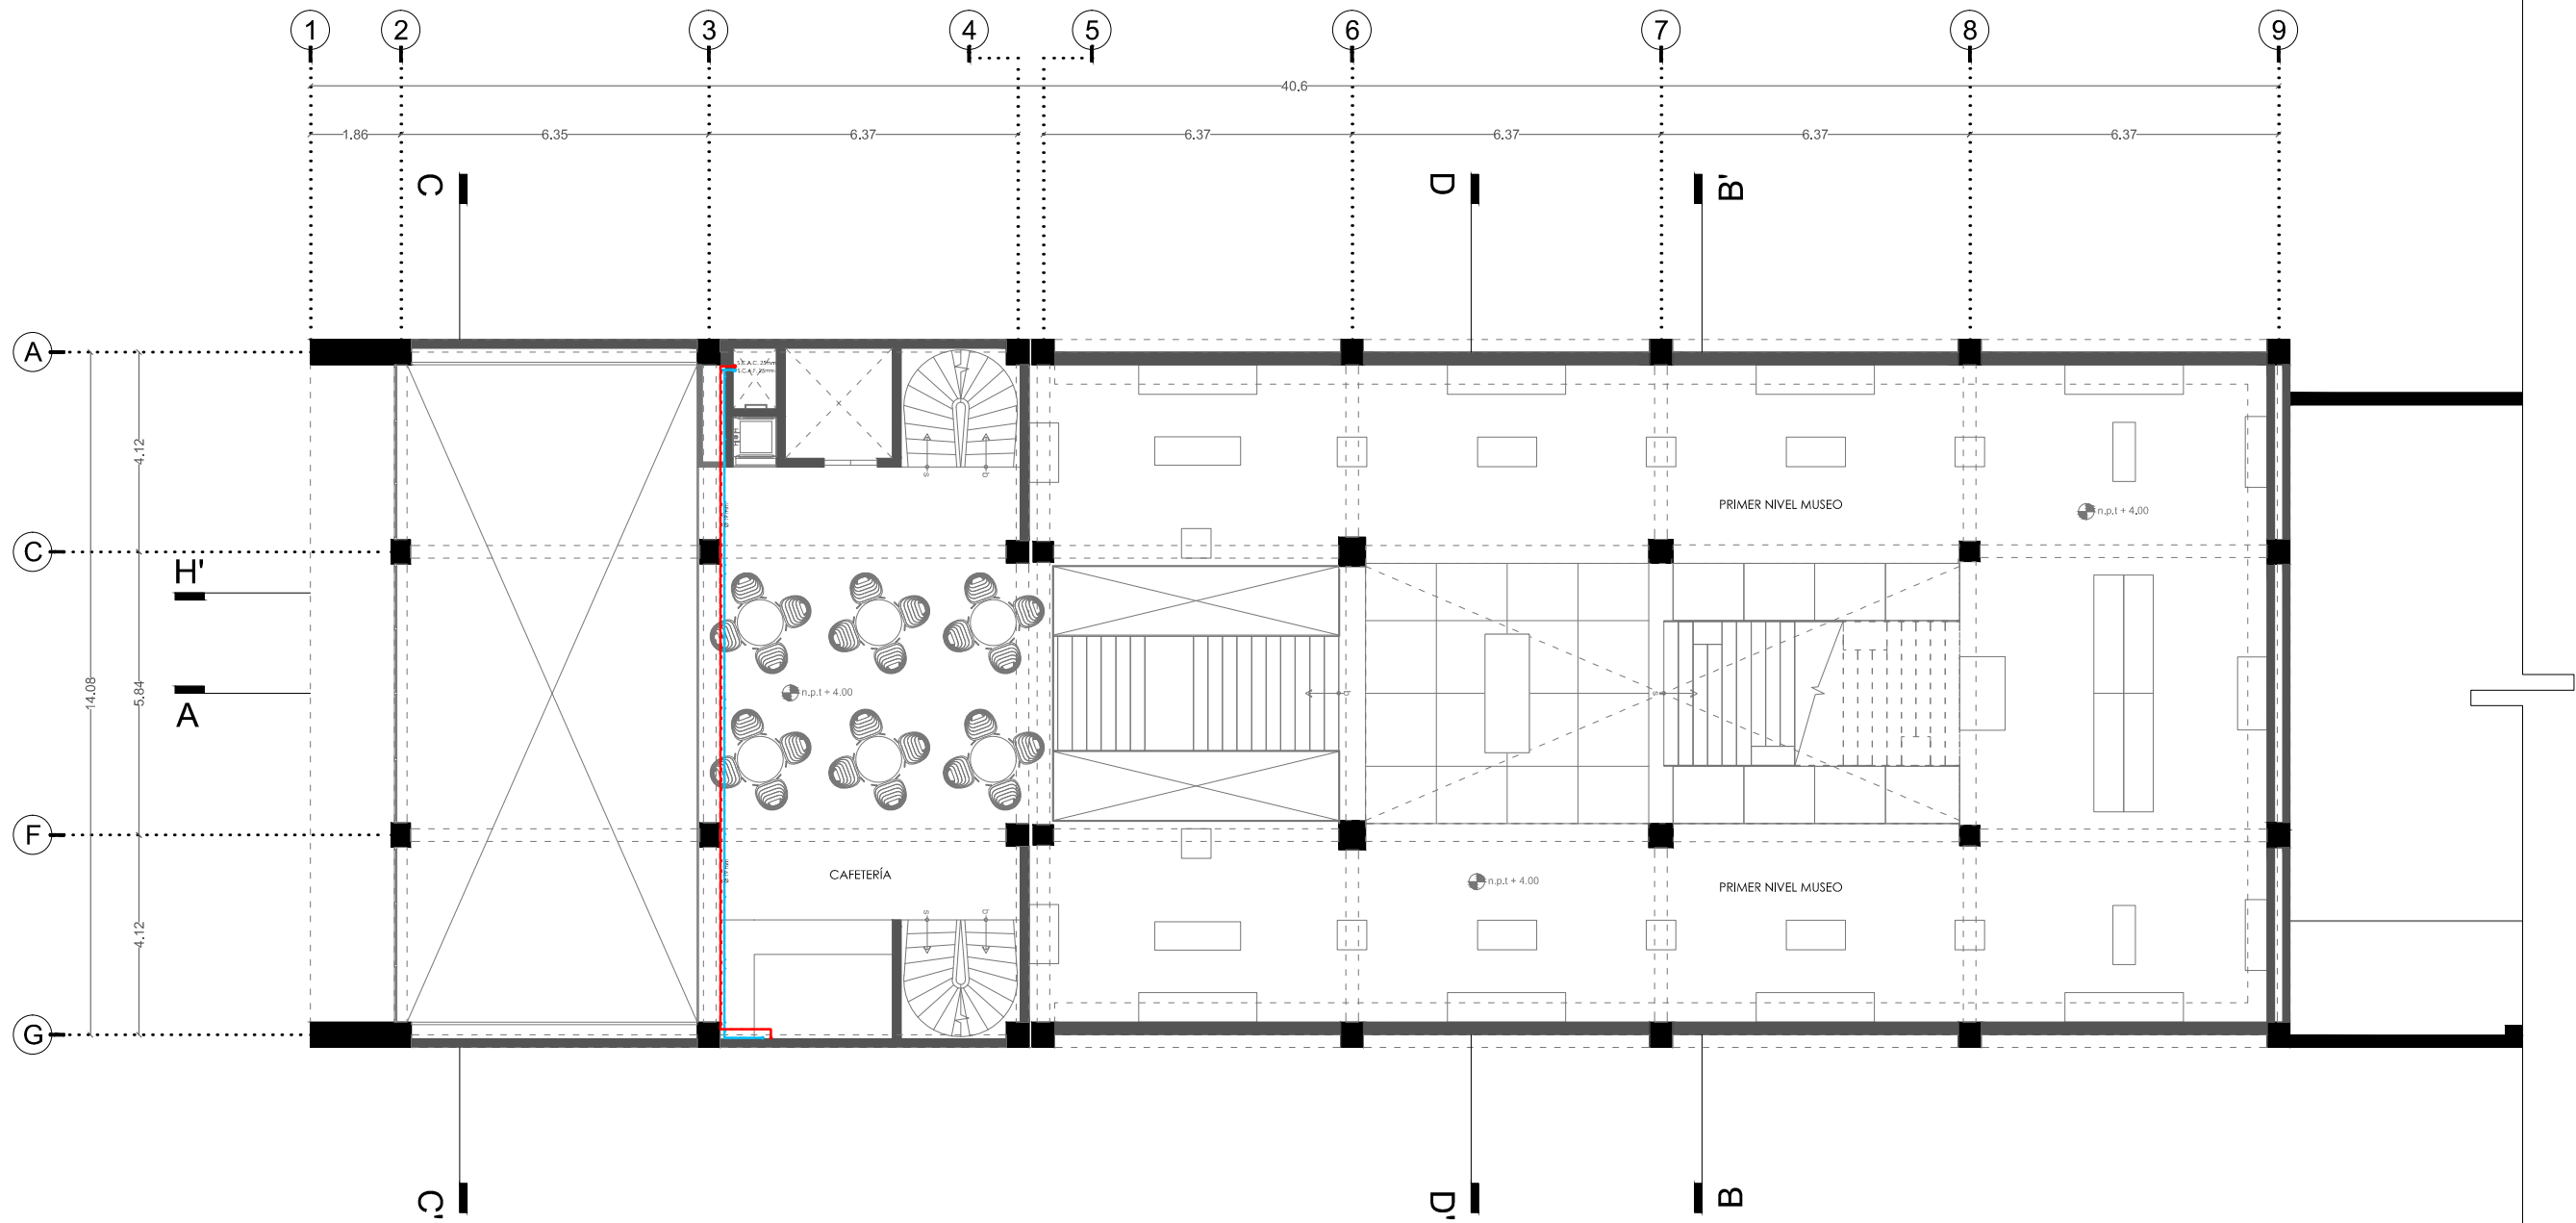 1 2 3 4 5 6 7 8 9
40.6
1.86 6.35 6.37 6.37 6.37 6.37 6.37
C D B'
A
S.C.A.C. 25mm
S.C.A.F. 25mm
4.12
s b
PRIMER NIVEL MUSEO
n.p.t + 4.00
C
H'
14.08
5.84
n.p.t + 4.00
b s
A
F
CAFETERÍA
n.p.t + 4.00
PRIMER NIVEL MUSEO
4.12
s b
G
C' D' B